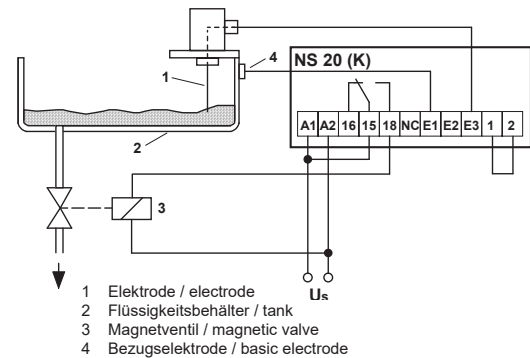 4
NS 20 (K)
1
A1 A2 16 15 18 NC E1 E2 E3 1 2
2
3
Us
1 Elektrode / electrode
2 Flüssigkeitsbehälter / tank
3 Magnetventil / magnetic valve
4 Bezugselektrode / basic electrode